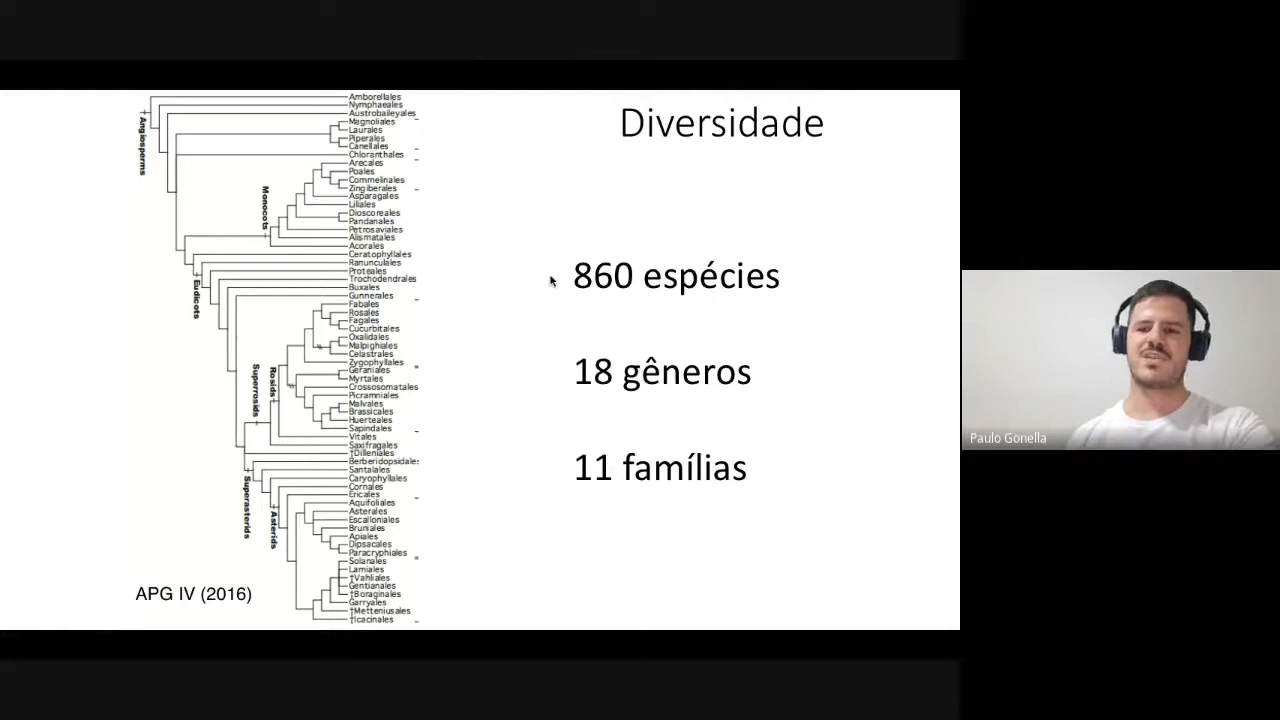 Diversidade
Amborellales
Nymphaeales
Austrobaileyales
Magnoliales
Laurales
Piperales
Canellales
Chloranthales
Arecales
Poales
Commelinales
Zingiberales
Asparagales
Liliales
Dioscoreales
Pandanales
Petrosaviales
Alismatales
Acorales
Ceratophyllales
Ranunculales
Proteales
Trochodendrales
Buxales
Gunnerales
Fabales
Rosales
Fagales
Cucurbitales
Oxalidales
Malpighiales
Celastrales
Zygophyllales
Geraniales
Myrtales
Crossosomatales
Picramniales
Malvales
Brassicales
Huerteales
Sapindales
Vitales
Saxifragales
†Dilleniales
Berberidopsidales
Santalales
Caryophyllales
Cornales
Ericales
Aquifoliales
Asterales
Escalloniales
Bruniales
Apiales
Dipsacales
Paracryphiales
Solanales
Lamiales
†Vahliales
Gentianales
†Boraginales
Garryales
†Metteniusales
†Icacinales
Angiosperms
Monocots
Eudicots
Superrosids
Rosids
Superasterids
Asterids
APG IV (2016)
860 espécies
18 gêneros
11 famílias
Paulo Gonella